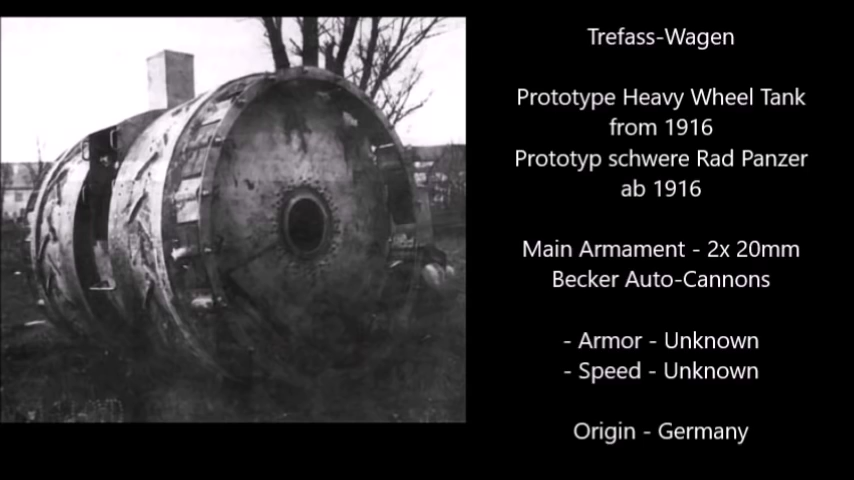 Trefass-Wagen
Prototype Heavy Wheel Tank
from 1916
Prototyp schwere Rad Panzer
ab 1916
Main Armament - 2x 20mm
Becker Auto-Cannons
- Armor - Unknown
- Speed - Unknown
Origin - Germany